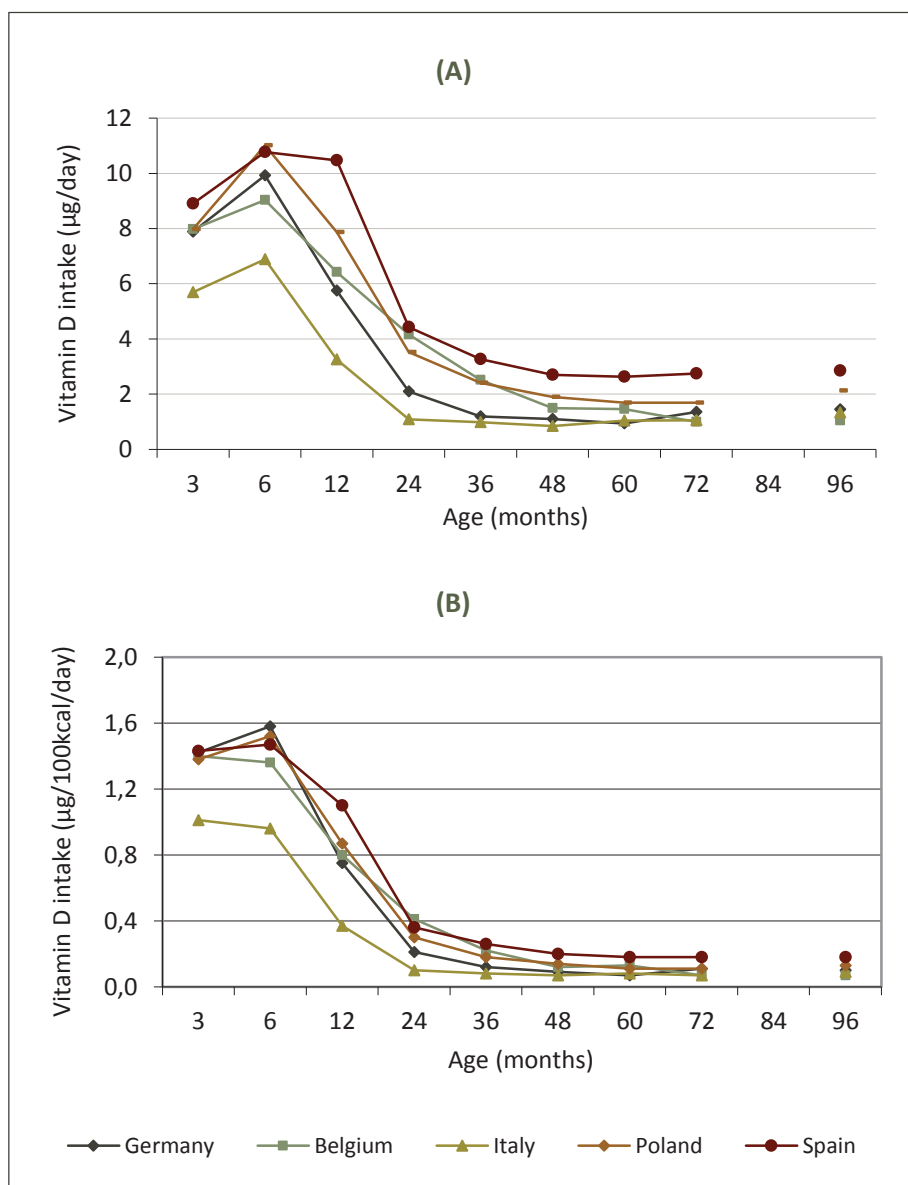 (A)
Vitamin D intake (µg/day)
12
10
8
6
4
2
0
3 6 12 24 36 48 60 72 84 96
Age (months)
(B)
Vitamin D intake (µg/100kcal/day)
2,0
1,6
1,2
0,8
0,4
0,0
3 6 12 24 36 48 60 72 84 96
Age (months)
Germany Belgium Italy Poland Spain